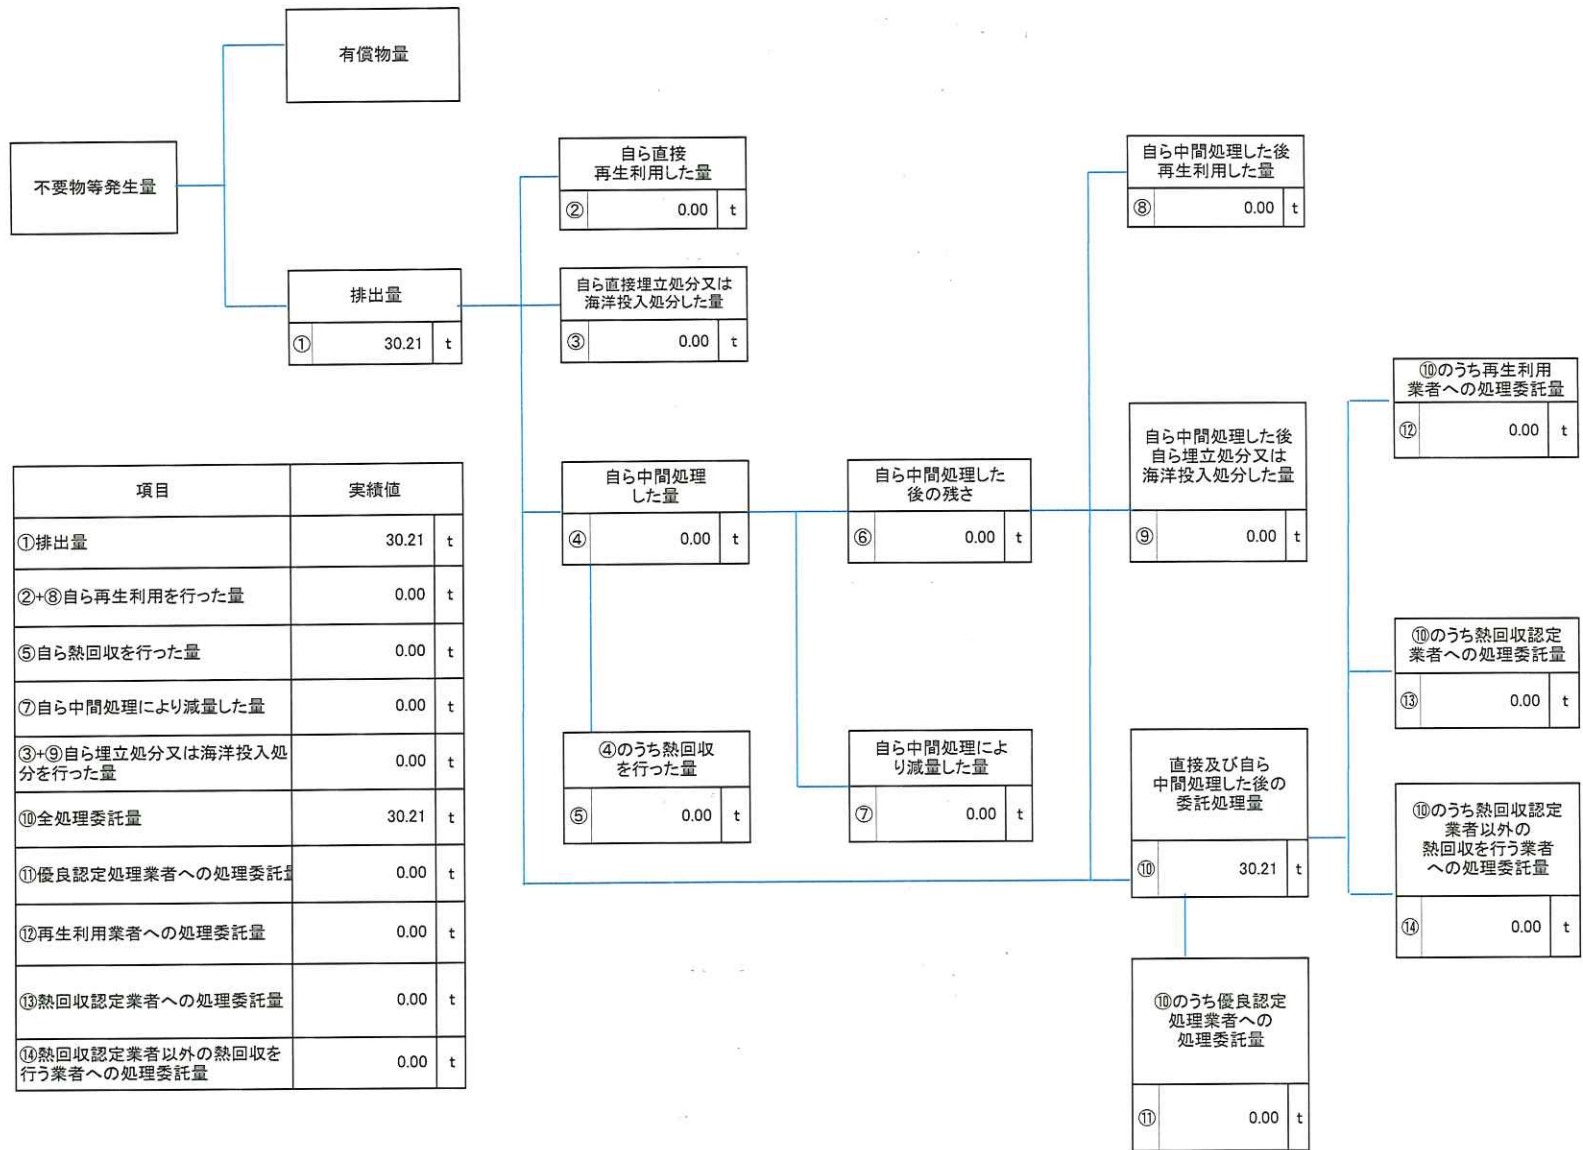 有償物量
不要物等発生量
排出量
① 30.21 t
自ら直接
再生利用した量
② 0.00 t
自ら直接埋立処分又は
海洋投入処分した量
③ 0.00 t
自ら中間処理
した量
④ 0.00 t
④のうち熱回収
を行った量
⑤ 0.00 t
自ら中間処理した
後の残さ
⑥ 0.00 t
自ら中間処理によ
り減量した量
⑦ 0.00 t
自ら中間処理した後
再生利用した量
⑧ 0.00 t
自ら中間処理した後
自ら埋立処分又は
海洋投入処分した量
⑨ 0.00 t
直接及び自ら
中間処理した後の
委託処理量
⑩ 30.21 t
⑩のうち優良認定
処理業者への
処理委託量
⑪ 0.00 t
⑩のうち再生利用
業者への処理委託量
⑫ 0.00 t
⑩のうち熱回収認定
業者への処理委託量
⑬ 0.00 t
⑩のうち熱回収認定
業者以外の
熱回収を行う業者
への処理委託量
⑭ 0.00 t
項目 実績値
①排出量 30.21 t
②+⑧自ら再生利用を行った量 0.00 t
⑤自ら熱回収を行った量 0.00 t
⑦自ら中間処理により減量した量 0.00 t
③+⑨自ら埋立処分又は海洋投入処
分を行った量 0.00 t
⑩全処理委託量 30.21 t
⑪優良認定処理業者への処理委託量 0.00 t
⑫再生利用業者への処理委託量 0.00 t
⑬熱回収認定業者への処理委託量 0.00 t
⑭熱回収認定業者以外の熱回収を
行う業者への処理委託量 0.00 t